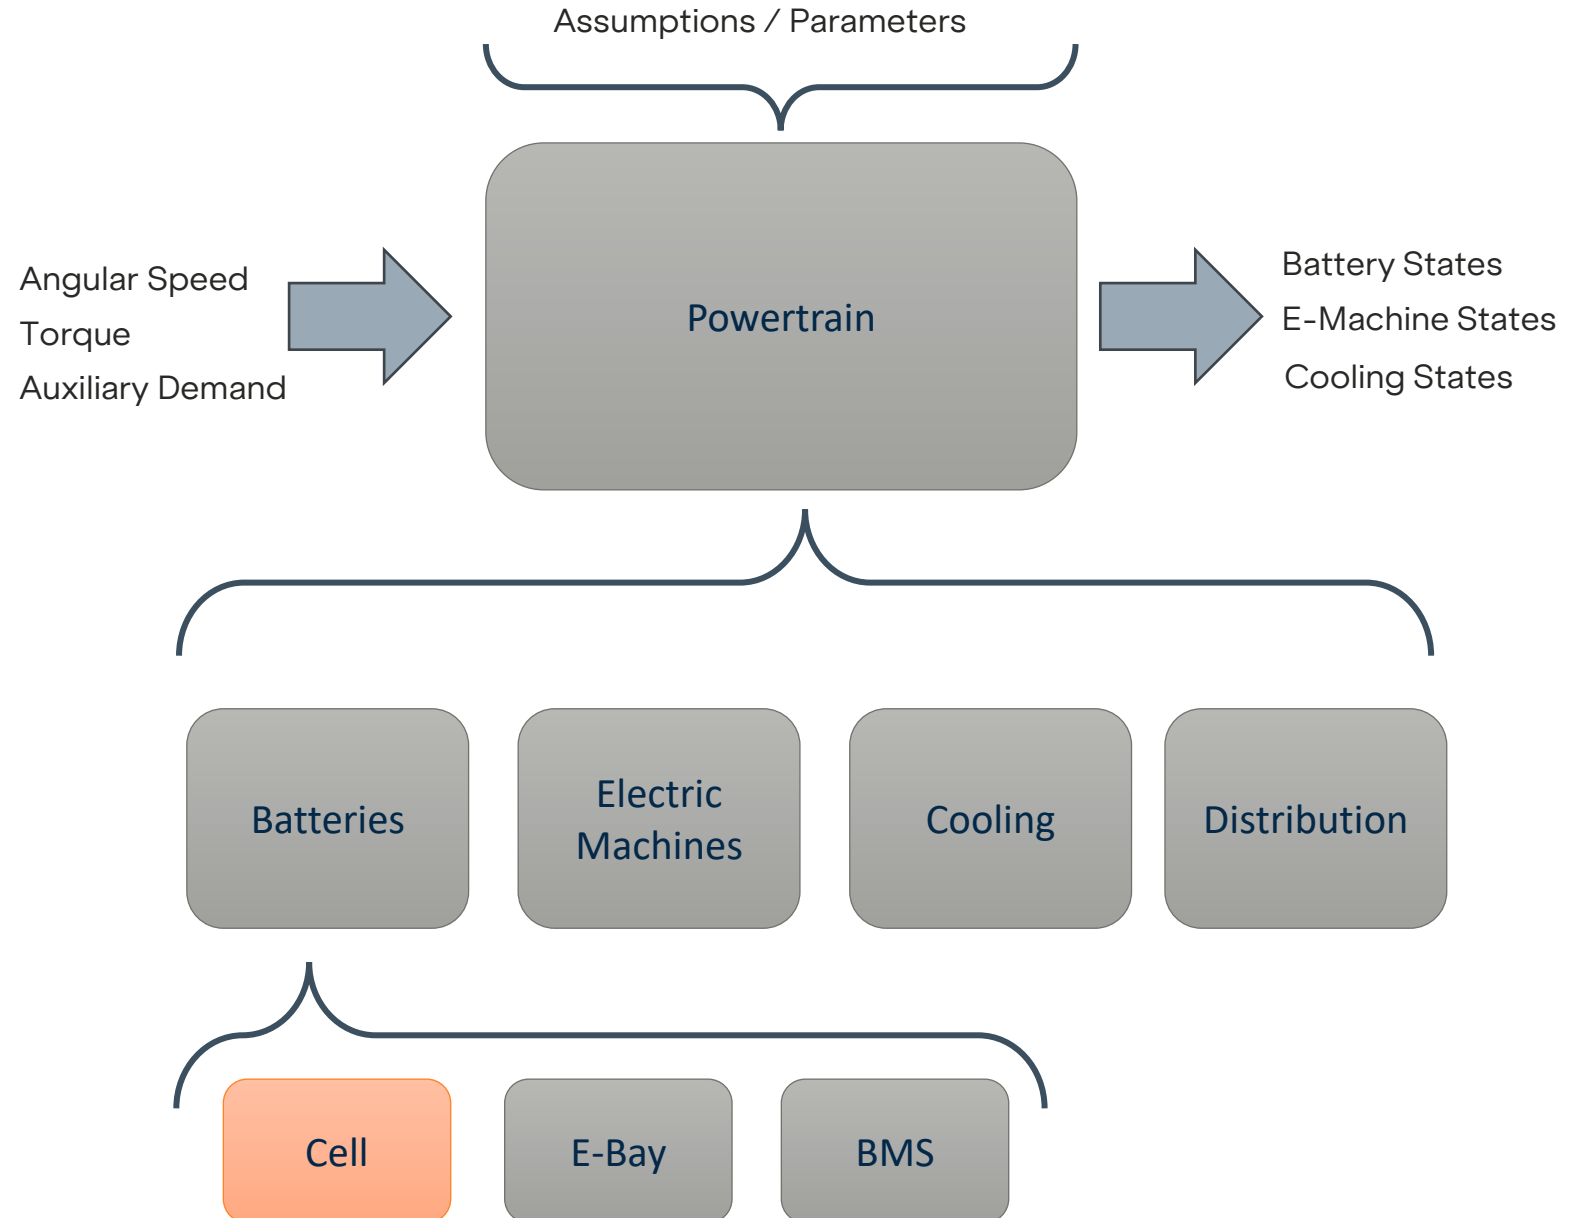 Assumptions / Parameters
Angular Speed
Torque
Auxiliary Demand
Powertrain
Battery States
E-Machine States
Cooling States
Batteries
Electric
Machines
Cooling
Distribution
Cell
E-Bay
BMS